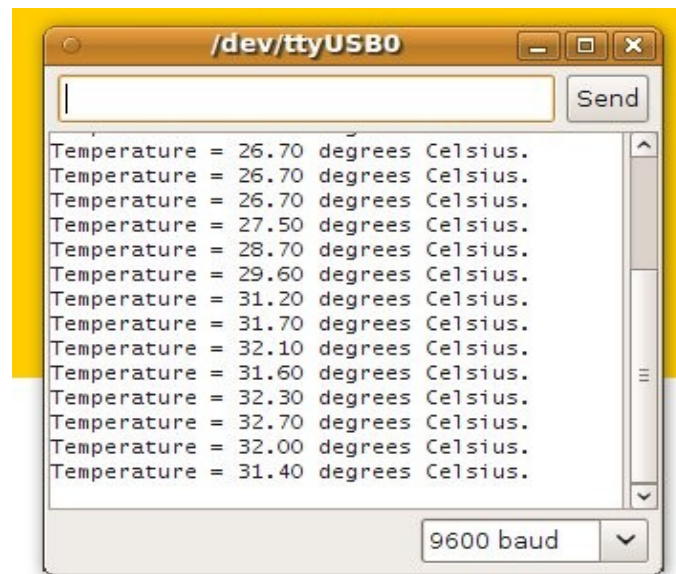 /dev/ttyUSB0
Send
Temperature = 26.70 degrees Celsius.
Temperature = 26.70 degrees Celsius.
Temperature = 26.70 degrees Celsius.
Temperature = 27.50 degrees Celsius.
Temperature = 28.70 degrees Celsius.
Temperature = 29.60 degrees Celsius.
Temperature = 31.20 degrees Celsius.
Temperature = 31.70 degrees Celsius.
Temperature = 32.10 degrees Celsius.
Temperature = 31.60 degrees Celsius.
Temperature = 32.30 degrees Celsius.
Temperature = 32.70 degrees Celsius.
Temperature = 32.00 degrees Celsius.
Temperature = 31.40 degrees Celsius.
9600 baud